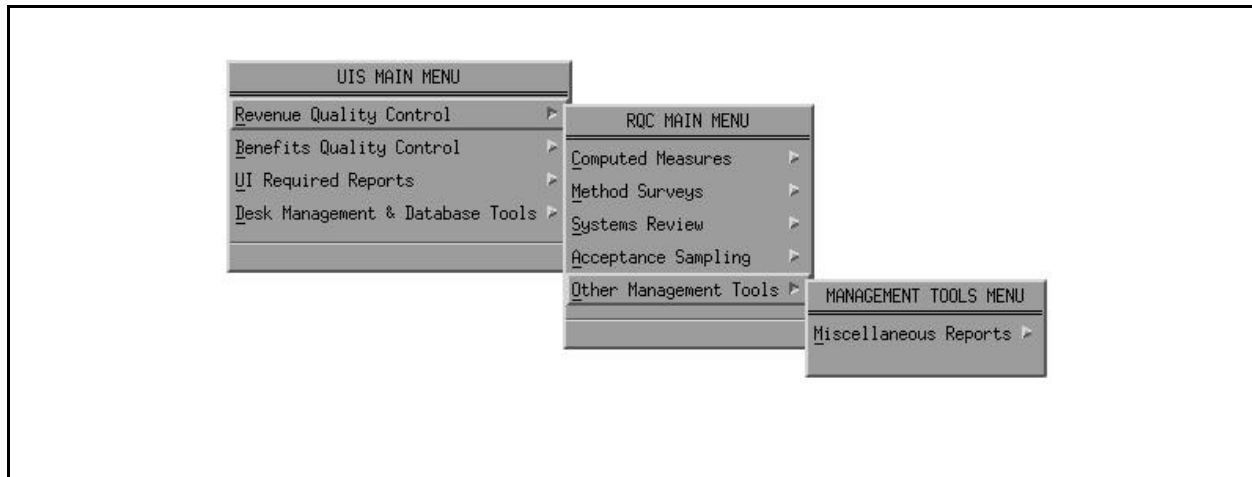 UIS MAIN MENU
Revenue Quality Control
Benefits Quality Control
UI Required Reports
Desk Management & Database Tools
RQC MAIN MENU
Computed Measures
Method Surveys
Systems Review
Acceptance Sampling
Other Management Tools
MANAGEMENT TOOLS MENU
Miscellaneous Reports